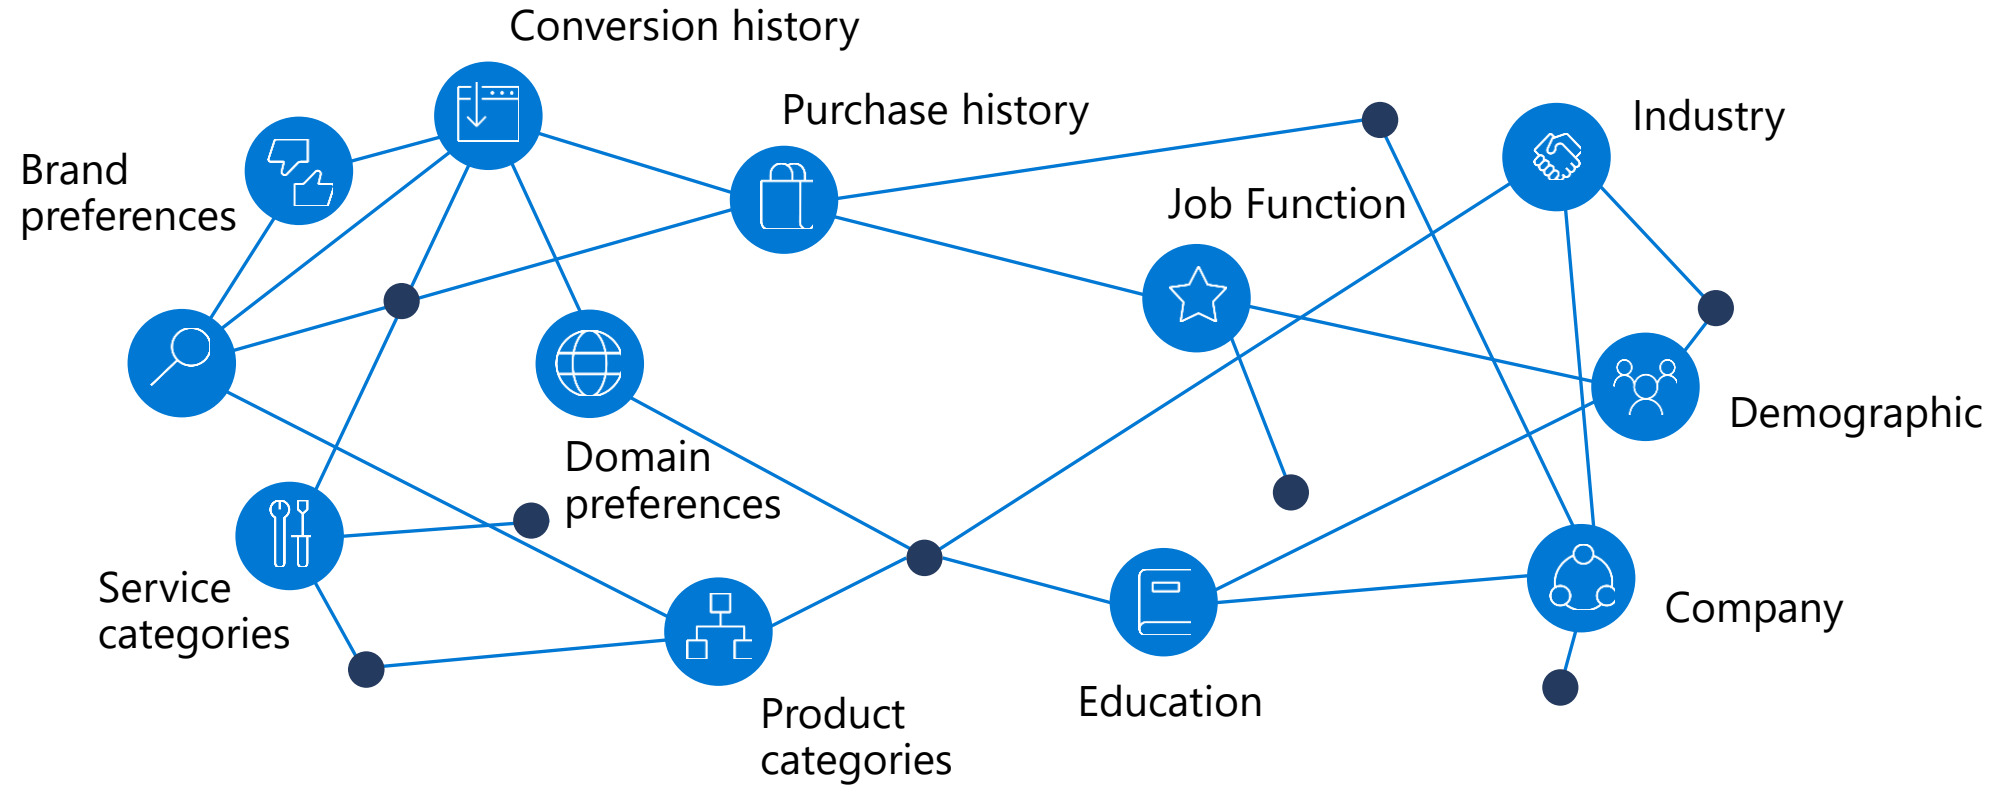 Conversion history
Purchase history
Industry
Brand
preferences
Job Function
Demographic
Domain
preferences
Service
categories
Company
Education
Product
categories